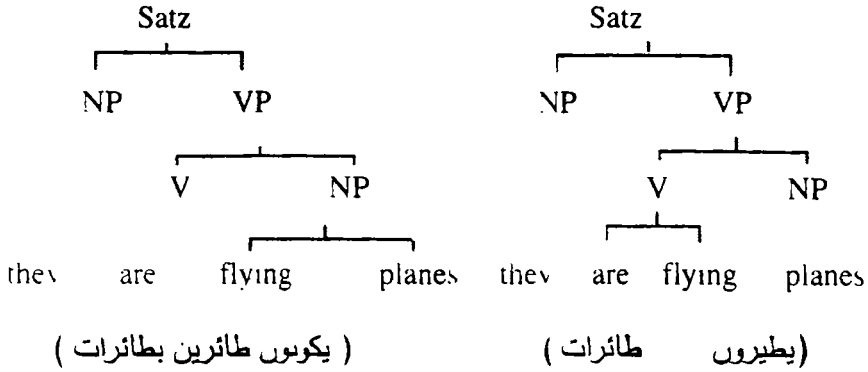 Satz Satz
NP VP NP VP
V NP V NP
they are flying planes they are flying planes
( يكونون طائرين بطائرات ) (يطيرون طائرات )